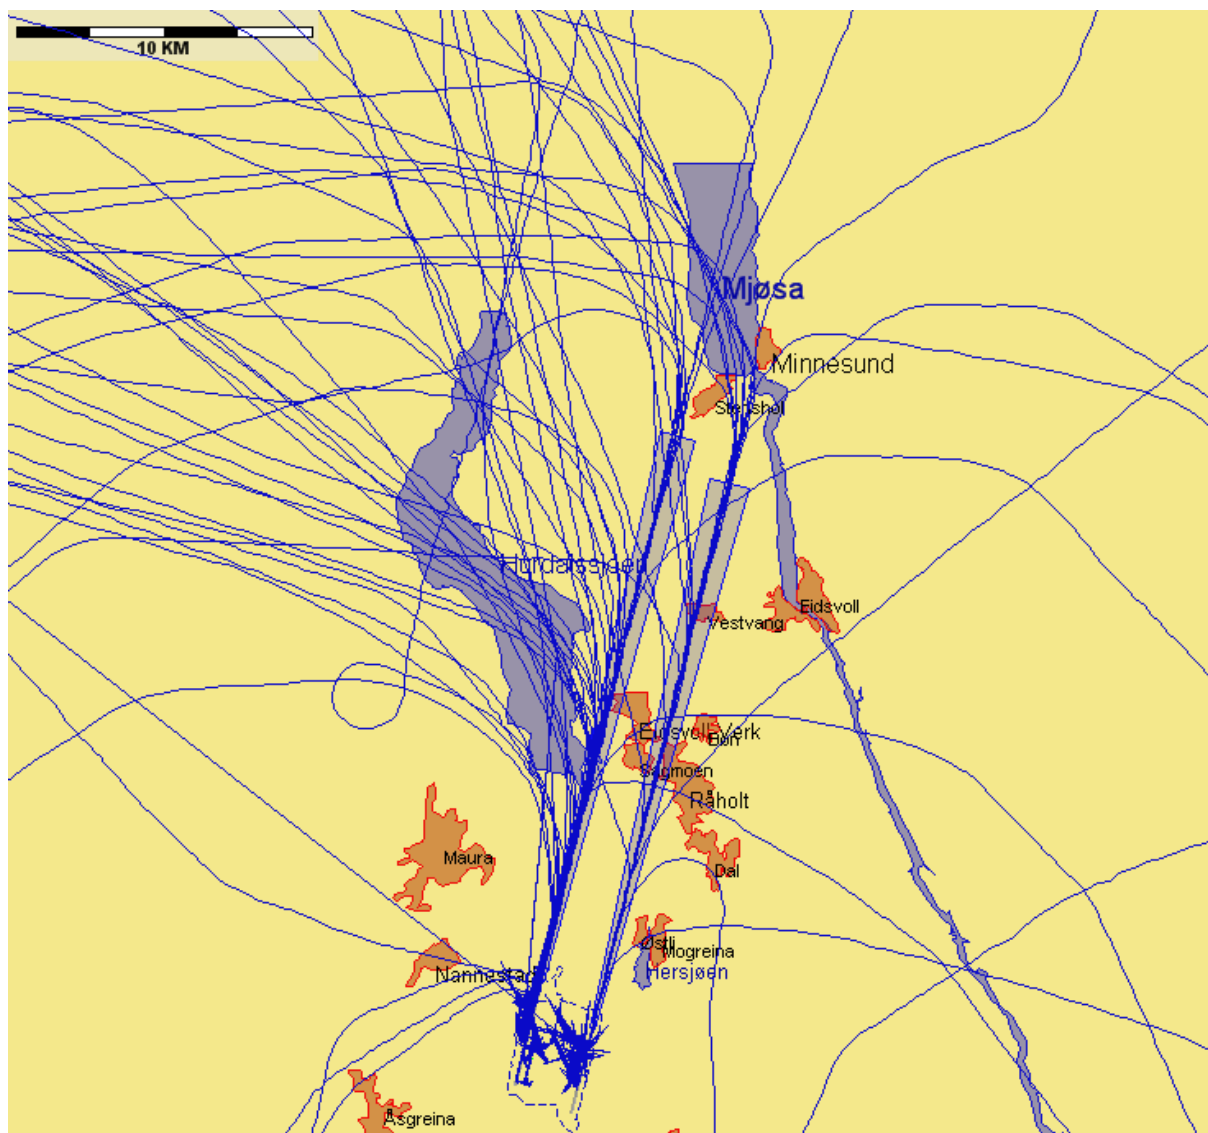 10 KM
Mjøsa
Minnesund
Stenshol
Hurdalssjøen
Eidsvoll
Vestvang
Eidsvoll Verk
Bøn
Sagmoen
Råholt
Maura
Dal
Østli
Mogreina
Nannestad
Hersjøen
Åsgreina